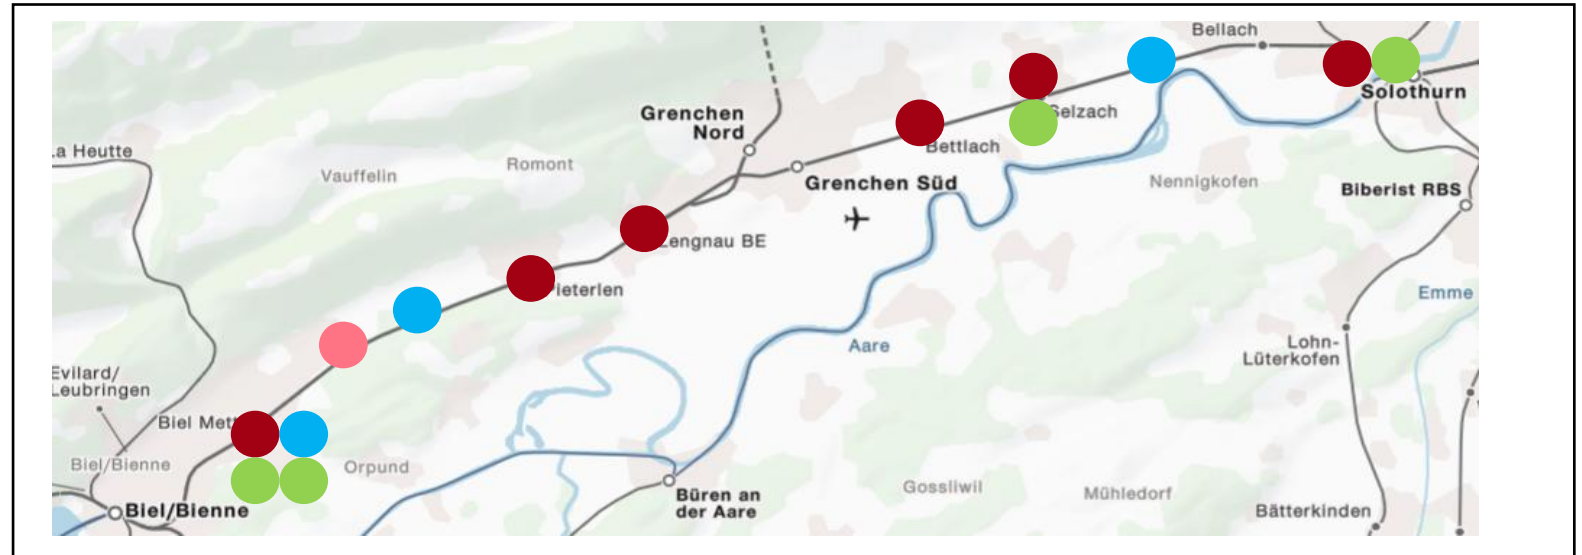 Bellach
Solothurn
Grenchen
Nord
Selzach
Bettlach
.a Heutte
Romont
Vauffelin
Grenchen Süd
Nennigkofen
Biberist RBS
Lengnau BE
Pieterlen
Emme
Aare
Lohn-
Lüterkofen
Evilard/
Leubringen
Biel Mett
Biel/Bienne
Orpund
Büren an
der Aare
Gossliwil
Mühledorf
Biel/Bienne
Bätterkinden